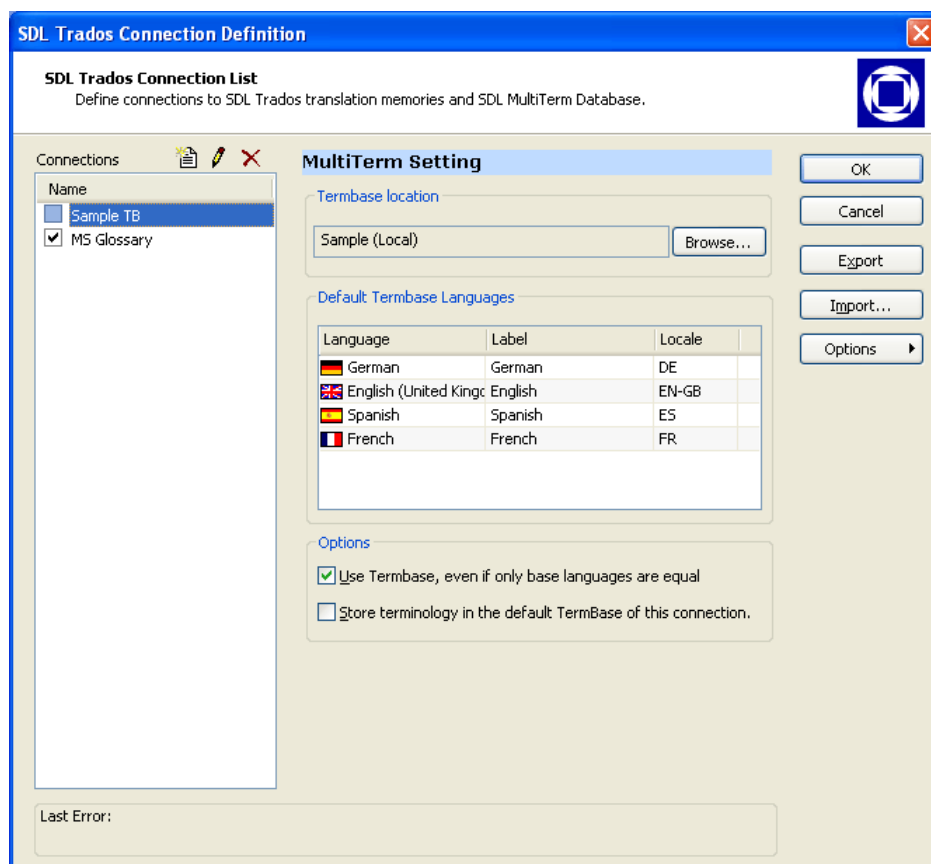 SDL Trados Connection Definition
SDL Trados Connection List
Define connections to SDL Trados translation memories and SDL MultiTerm Database.
Connections
Name
Sample TB
MS Glossary
MultiTerm Setting
Termbase location
Sample (Local)
Browse...
Default Termbase Languages
Language Label Locale
German German DE
English (United Kingc English EN-GB
Spanish Spanish ES
French French FR
Options
Use Termbase, even if only base languages are equal
Store terminology in the default TermBase of this connection.
OK
Cancel
Export
Import...
Options
Last Error: